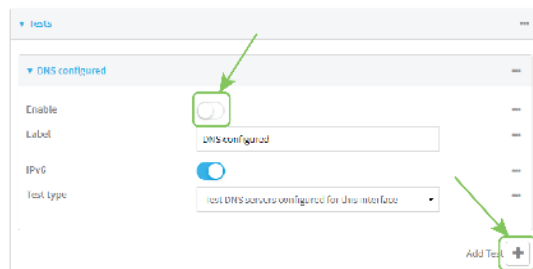 Tests
DNS configured
Enable
Label
DNS configured
IPv6
Test type
Test DNS servers configured for this interface
Add Test